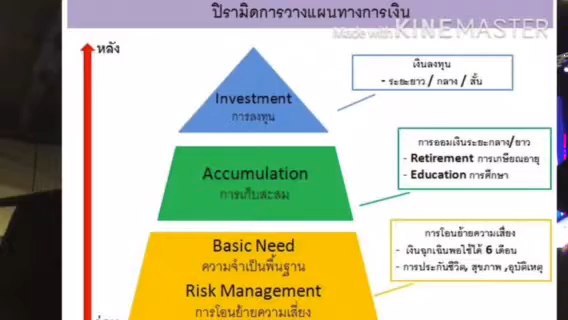 ปิรามิดการวางแผนทางการเงิน
Made with KINEMASTER
หลัง
Investment
การลงทุน
เงินลงทุน
- ระยะยาว / กลาง / สั้น
Accumulation
การเก็บสะสม
การออมเงินระยะกลาง/ยาว
- Retirement การเกษียณอายุ
- Education การศึกษา
Basic Need
ความจำเป็นพื้นฐาน
Risk Management
การโอนย้ายความเสี่ยง
การโอนย้ายความเสี่ยง
- เงินฉุกเฉินพอใช้ได้ 6 เดือน
- การประกันชีวิต, สุขภาพ ,อุบัติเหตุ